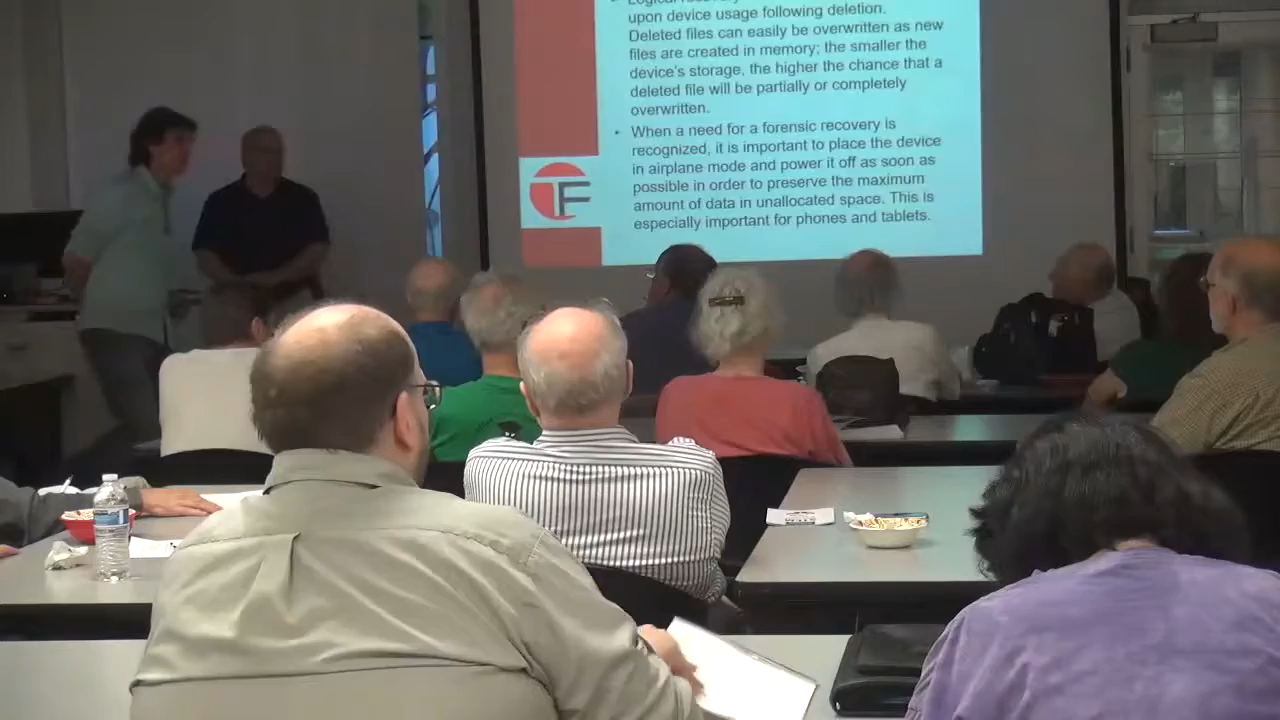 • Logical recovery
upon device usage following deletion.
Deleted files can easily be overwritten as new
files are created in memory; the smaller the
device's storage, the higher the chance that a
deleted file will be partially or completely
overwritten.
• When a need for a forensic recovery is
recognized, it is important to place the device
in airplane mode and power it off as soon as
possible in order to preserve the maximum
amount of data in unallocated space. This is
especially important for phones and tablets.
TF